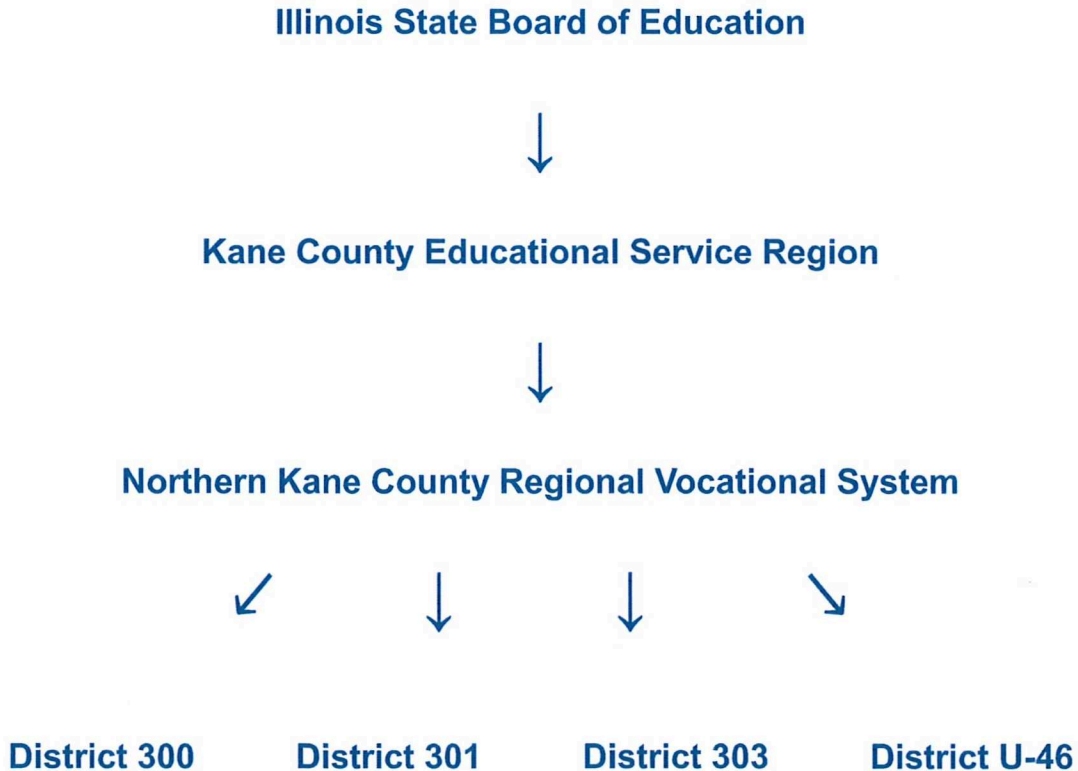 Illinois State Board of Education
Kane County Educational Service Region
Northern Kane County Regional Vocational System
District 300 District 301 District 303 District U-46